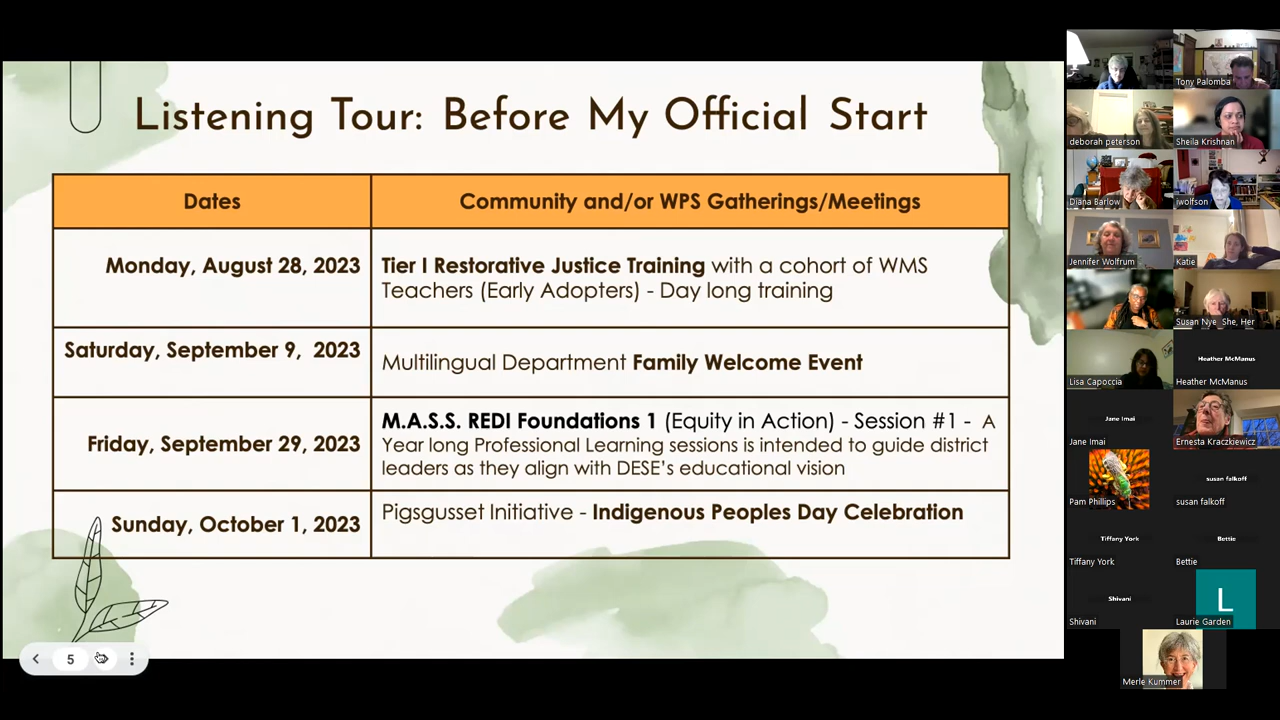 Listening Tour: Before My Official Start
Dates
Community and/or WPS Gatherings/Meetings
Monday, August 28, 2023
Tier I Restorative Justice Training with a cohort of WMS
Teachers (Early Adopters) - Day long training
Saturday, September 9, 2023
Multilingual Department Family Welcome Event
Friday, September 29, 2023
M.A.S.S. REDI Foundations 1 (Equity in Action) - Session #1 - A
Year long Professional Learning sessions is intended to guide district
leaders as they align with DESE's educational vision
Sunday, October 1, 2023
Pigsgusset Initiative - Indigenous Peoples Day Celebration
5
Tony Palomba
deborah peterson
Sheila Krishnan
Diana Barlow
iwolfson
Jennifer Wolfrum
Katie
Susan Nye She, Her
Lisa Capoccia
Heather McManus
Heather McManus
Jane Imai
Jane Imai
Ernesta Kraczkiewicz
Pam Phillips
susan falkoff
susan falkoff
Tiffany York
Tiffany York
Bettie
Bettie
Shivani
Shivani
L
Laurie Garden
Merle Kummer